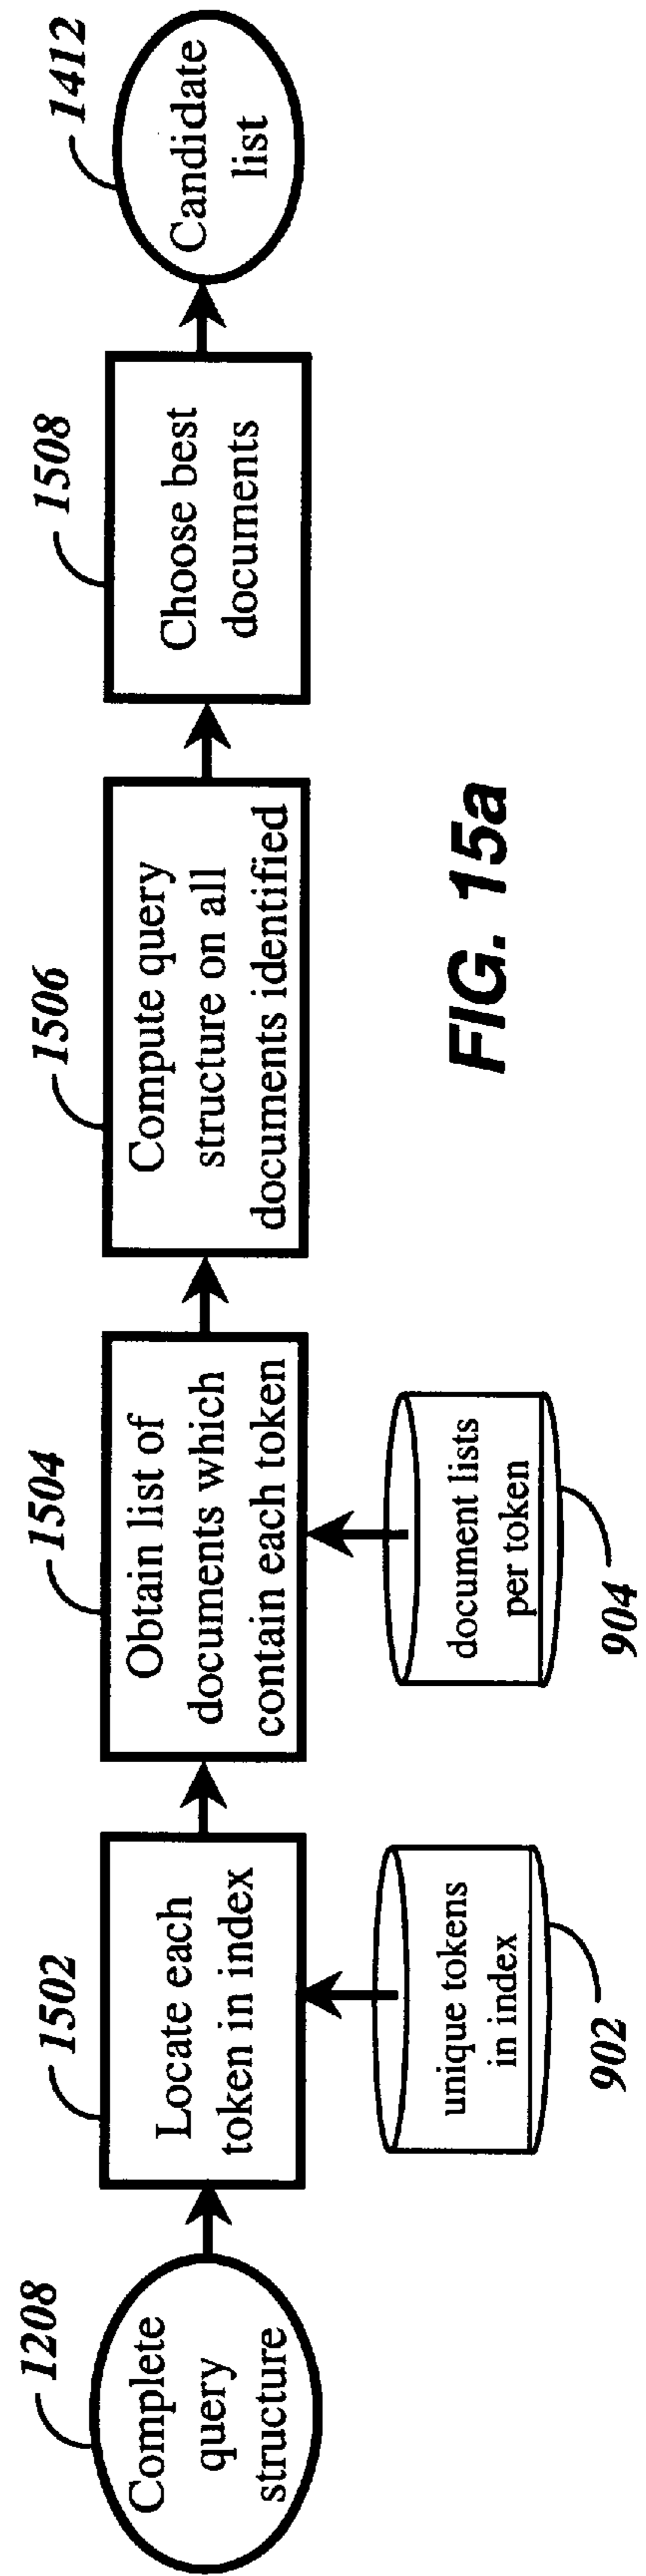 1208
Complete
query
structure
1502
Locate each
token in index
unique tokens
in index
902
1504
Obtain list of
documents which
contain each token
document lists
per token
904
1506
Compute query
structure on all
documents identified
1508
Choose best
documents
1412
Candidate
list
FIG. 15a